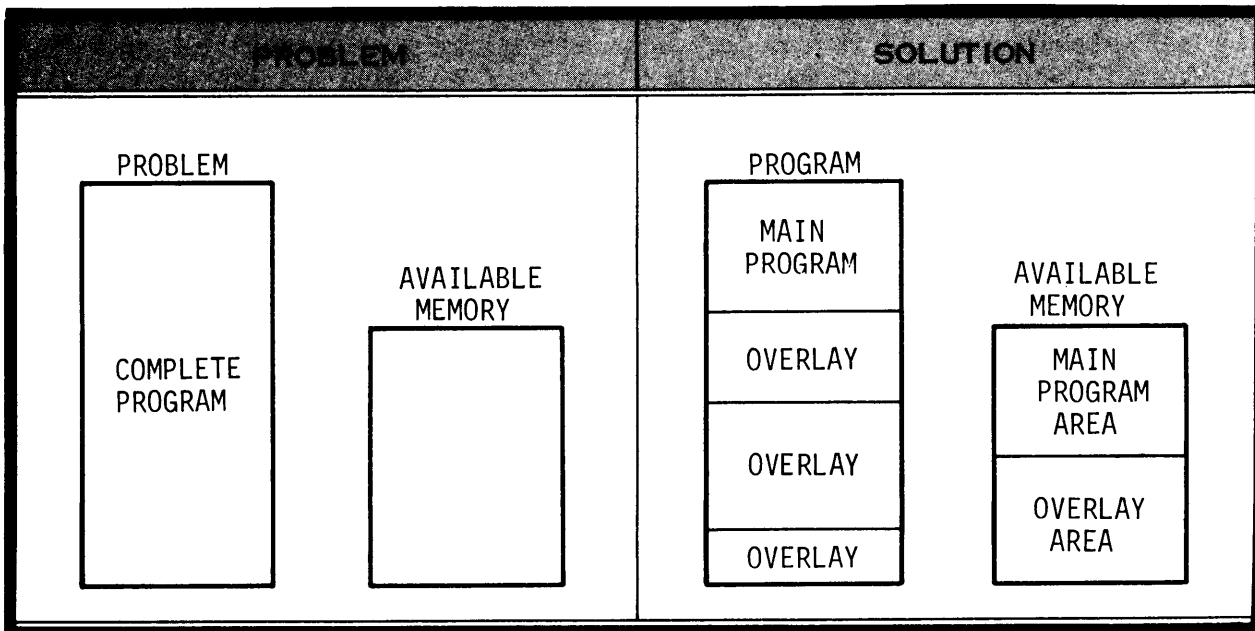 PROBLEM
SOLUTION
PROBLEM
COMPLETE
PROGRAM
AVAILABLE
MEMORY
PROGRAM
MAIN
PROGRAM
OVERLAY
OVERLAY
OVERLAY
AVAILABLE
MEMORY
MAIN
PROGRAM
AREA
OVERLAY
AREA